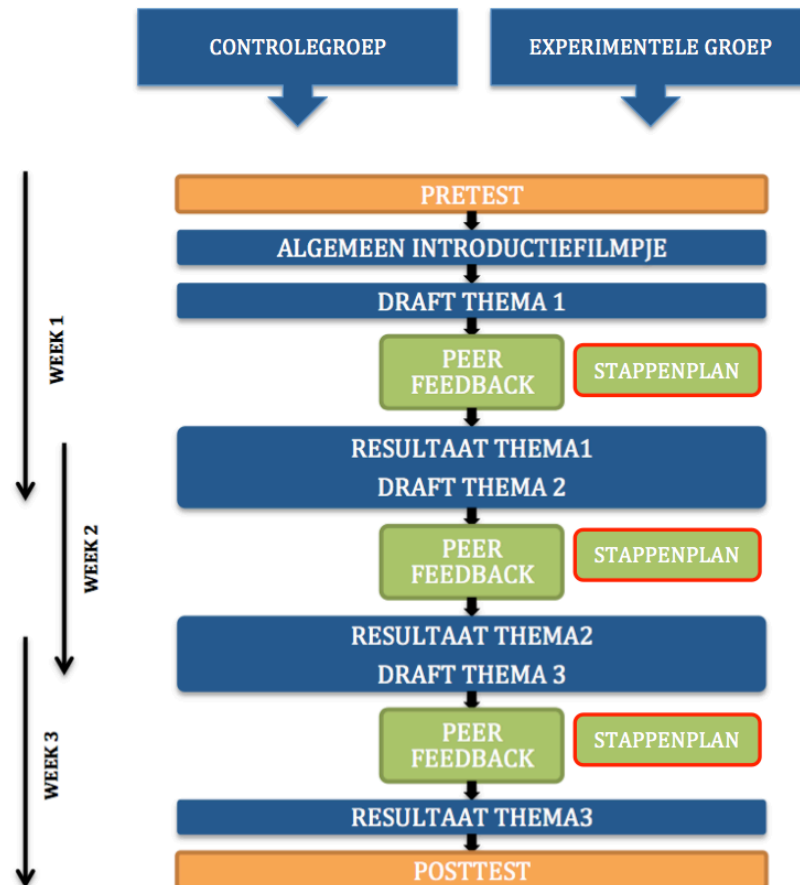 CONTROLEGROEP
EXPERIMENTELE GROEP
PRETEST
ALGEMEEN INTRODUCTIEFILMPJE
DRAFT THEMA 1
WEEK 1
PEER
FEEDBACK
STAPPENPLAN
RESULTAAT THEMA1
DRAFT THEMA 2
WEEK 2
PEER
FEEDBACK
STAPPENPLAN
RESULTAAT THEMA2
DRAFT THEMA 3
WEEK 3
PEER
FEEDBACK
STAPPENPLAN
RESULTAAT THEMA3
POSTTEST